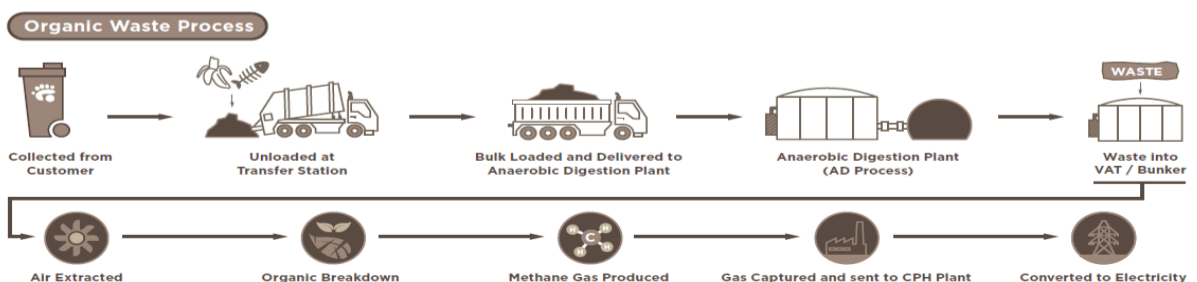 Organic Waste Process
WASTE
Collected from
Customer
Unloaded at
Transfer Station
Bulk Loaded and Delivered to
Anaerobic Digestion Plant
Anaerobic Digestion Plant
(AD Process)
Waste into
VAT / Bunker
H
H
C
H
H
Air Extracted
Organic Breakdown
Methane Gas Produced
Gas Captured and sent to CPH Plant
Converted to Electricity